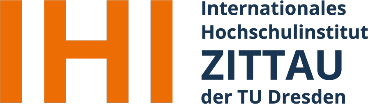 IHI
Internationales
Hochschulinstitut
ZITTAU
der TU Dresden